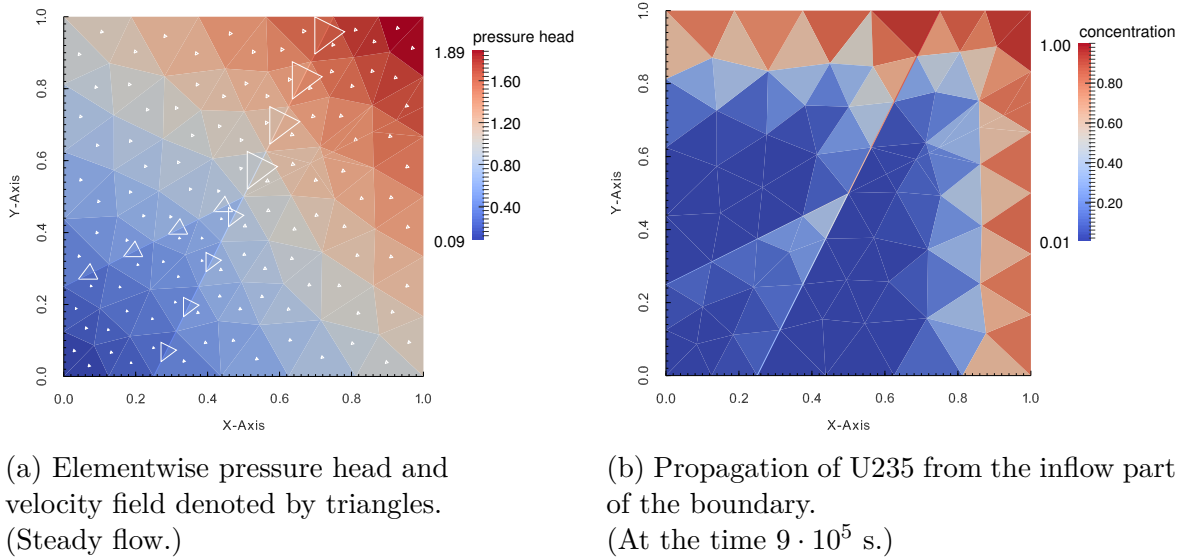 pressure head
1.89
1.60
1.20
0.80
0.40
0.09
1.0
0.8
0.6
0.4
0.2
0.0
Y-Axis
0.0 0.2 0.4 0.6 0.8 1.0
X-Axis
concentration
1.00
0.80
0.60
0.40
0.20
0.01
1.0
0.8
0.6
0.4
0.2
0.0
Y-Axis
0.0 0.2 0.4 0.6 0.8 1.0
X-Axis
(a) Elementwise pressure head and
velocity field denoted by triangles.
(Steady flow.)
(b) Propagation of U235 from the inflow part
of the boundary.
(At the time 9 · 10⁵ s.)